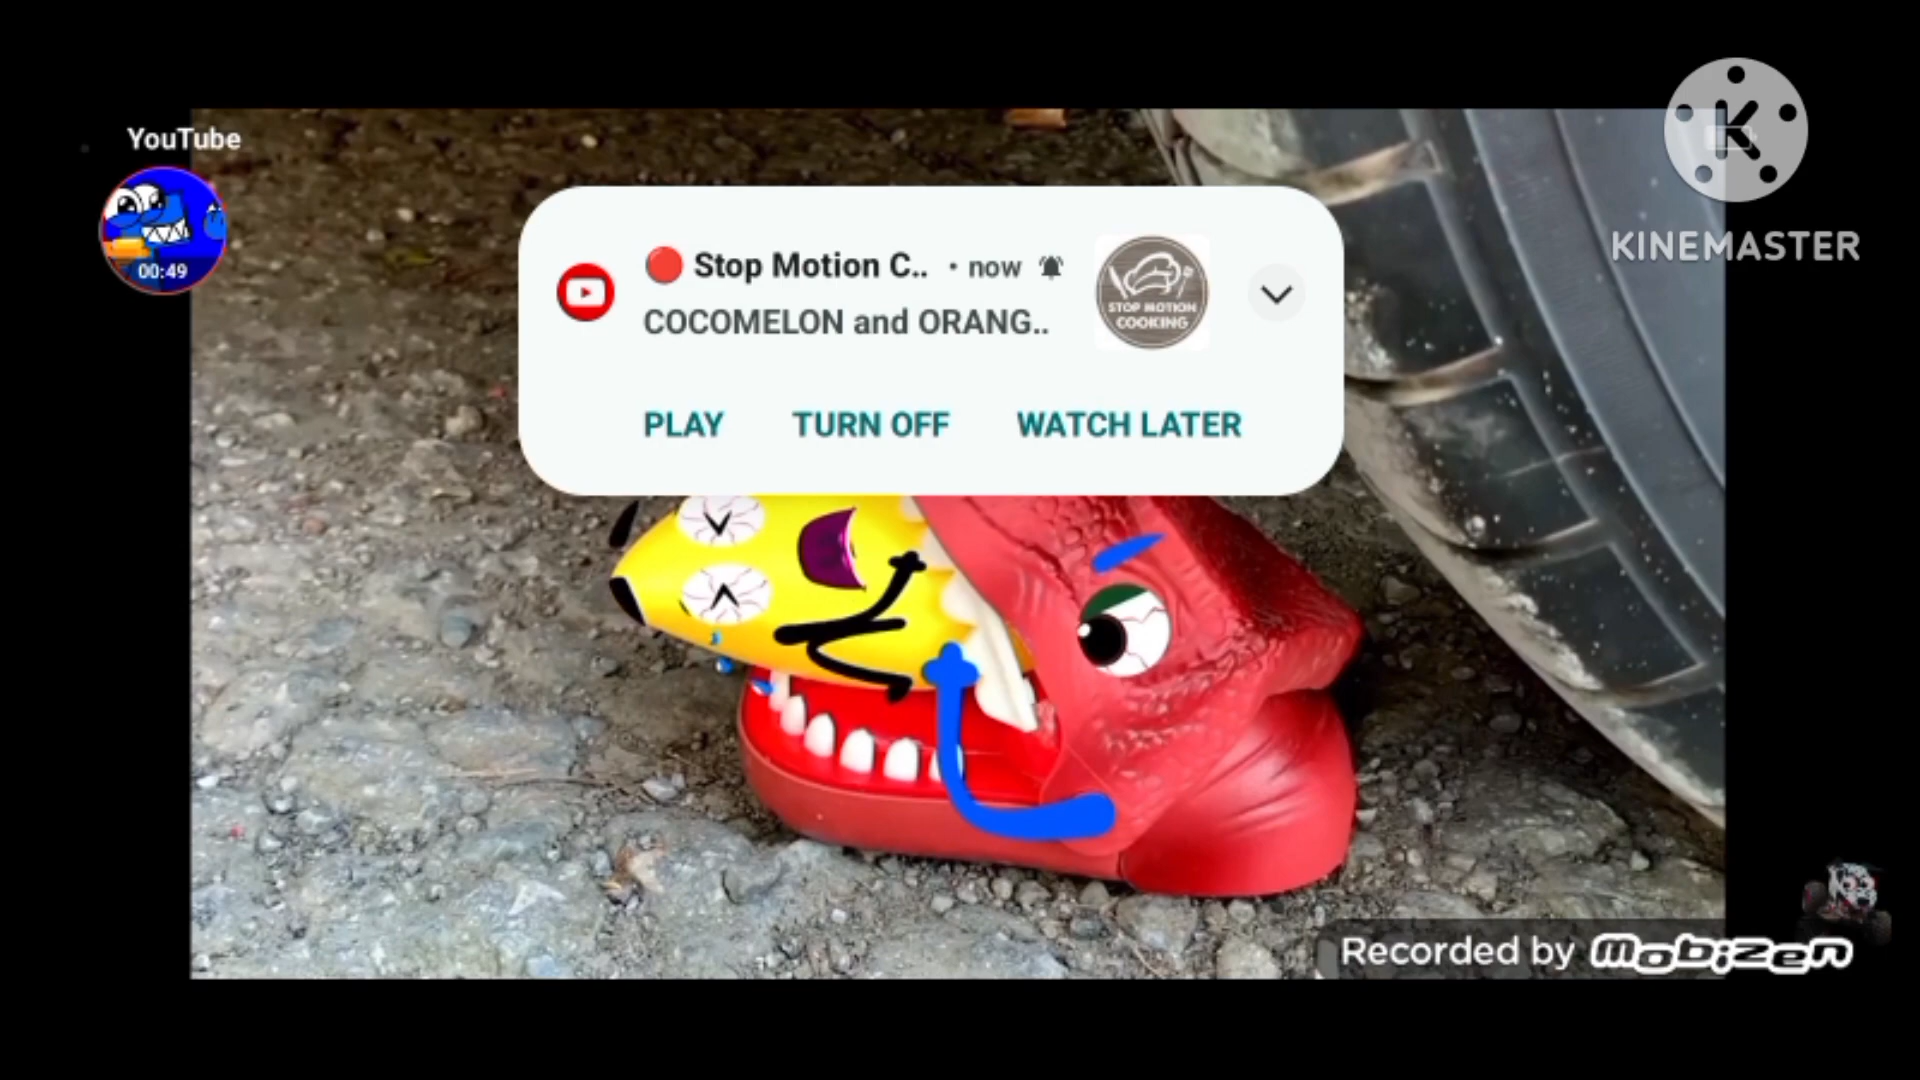 YouTube
00:49
🔴 Stop Motion C.. • now
COCOMELON and ORANG..
STOP MOTION
COOKING
PLAY TURN OFF WATCH LATER
KINEMASTER
Recorded by mobizen